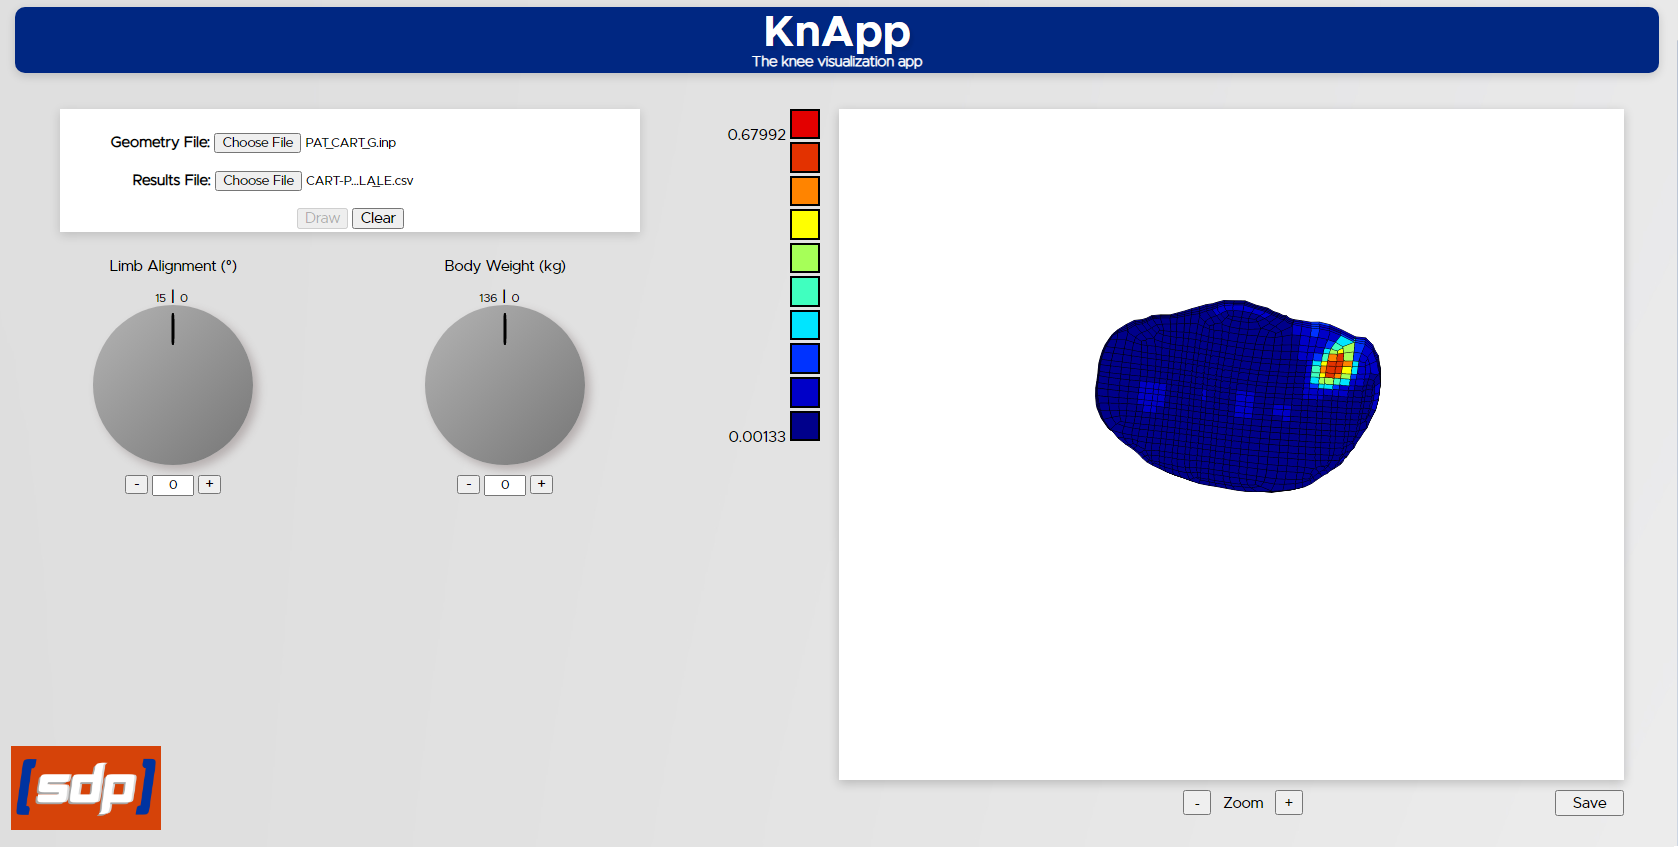 KnApp
The knee visualization app
Geometry File: Choose File PAT_CART_G.inp
Results File: Choose File CART-P...LA_LE.csv
Draw Clear
Limb Alignment (°)
15 | 0
- 0 +
Body Weight (kg)
136 | 0
- 0 +
0.67992
0.00133
- Zoom +
Save
[sdp]